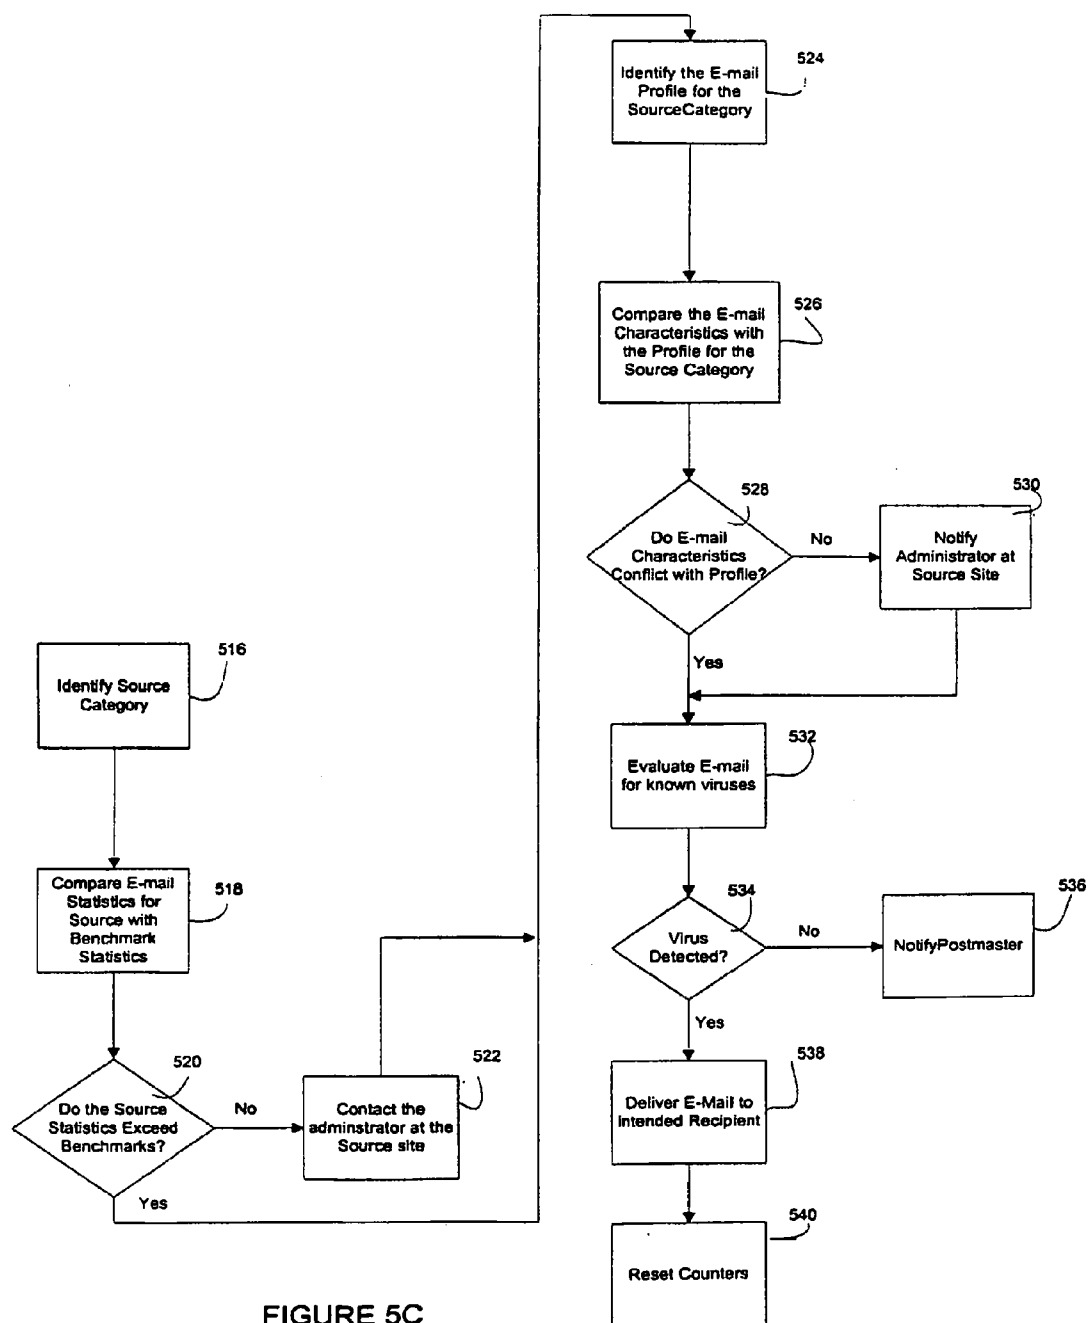 524
Identify the E-mail
Profile for the
SourceCategory
526
Compare the E-mail
Characteristics with
the Profile for the
Source Category
528
Do E-mail
Characteristics
Conflict with Profile?
No
530
Notify
Administrator at
Source Site
Yes
516
Identify Source
Category
532
Evaluate E-mail
for known viruses
518
Compare E-mail
Statistics for
Source with
Benchmark
Statistics
534
Virus
Detected?
No
536
NotifyPostmaster
Yes
520
Do the Source
Statistics Exceed
Benchmarks?
No
522
Contact the
adminstrator at the
Source site
Yes
538
Deliver E-Mail to
Intended Recipient
540
Reset Counters
FIGURE 5C